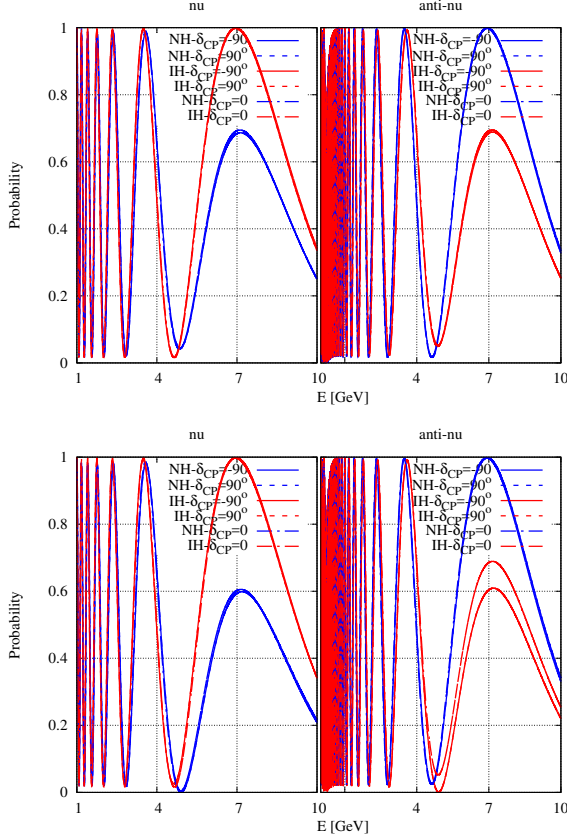 nu
anti-nu
Probability
1
0.8
0.6
0.4
0.2
0
NH-δCP=-90
NH-δCP=90°
IH-δCP=-90°
IH-δCP=90°
NH-δCP=0
IH-δCP=0
NH-δCP=-90
NH-δCP=90°
IH-δCP=-90°
IH-δCP=90°
NH-δCP=0
IH-δCP=0
1 4 7 10
4 7 10
E [GeV]
E [GeV]
nu
anti-nu
Probability
1
0.8
0.6
0.4
0.2
0
NH-δCP=-90
NH-δCP=90°
IH-δCP=-90°
IH-δCP=90°
NH-δCP=0
IH-δCP=0
NH-δCP=-90
NH-δCP=90°
IH-δCP=-90°
IH-δCP=90°
NH-δCP=0
IH-δCP=0
1 4 7 10
4 7 10
E [GeV]
E [GeV]